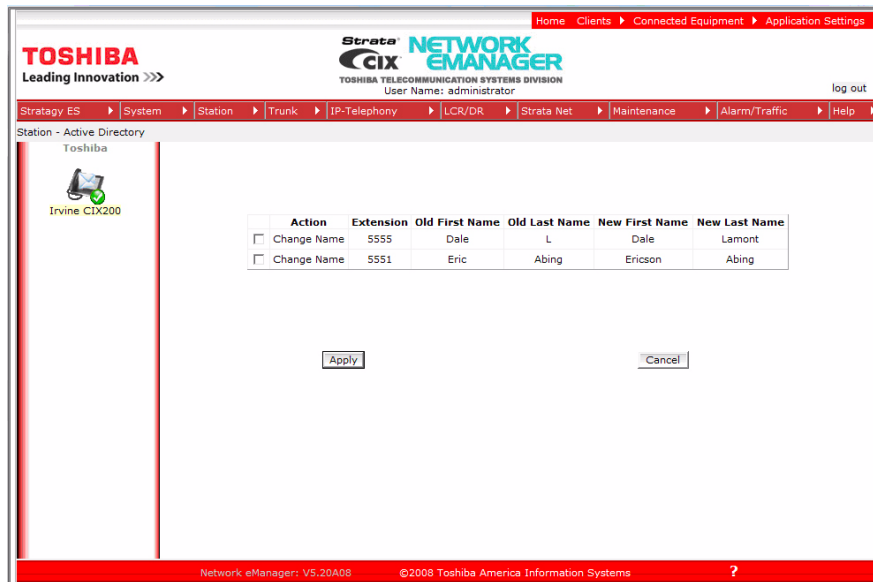 Home Clients Connected Equipment Application Settings
TOSHIBA
Leading Innovation >>>
Strata CIX NETWORK EMANAGER
TOSHIBA TELECOMMUNICATION SYSTEMS DIVISION
User Name: administrator
log out
Stratagy ES System Station Trunk IP-Telephony LCR/DR Strata Net Maintenance Alarm/Traffic Help
Station - Active Directory
Toshiba
Irvine CIX200
Action Extension Old First Name Old Last Name New First Name New Last Name
Change Name 5555 Dale L Dale Lamont
Change Name 5551 Eric Abing Ericson Abing
Apply Cancel
Network eManager: V5.20A08 ©2008 Toshiba America Information Systems ?